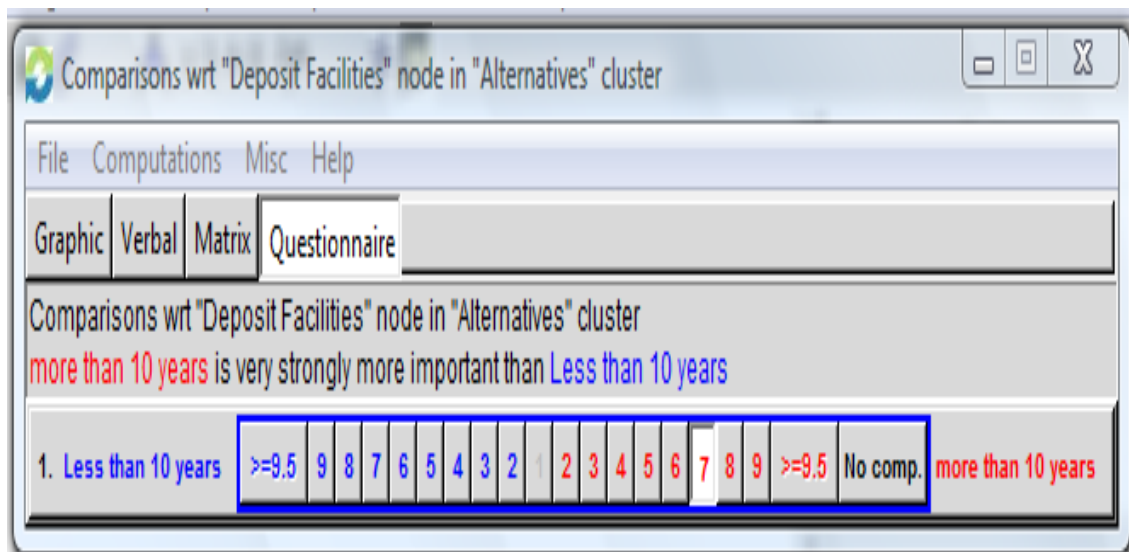 Comparisons wrt "Deposit Facilities" node in "Alternatives" cluster
File Computations Misc Help
Graphic Verbal Matrix Questionnaire
Comparisons wrt "Deposit Facilities" node in "Alternatives" cluster
more than 10 years is very strongly more important than Less than 10 years
1. Less than 10 years >=9.5 9 8 7 6 5 4 3 2 1 2 3 4 5 6 7 8 9 >=9.5 No comp. more than 10 years